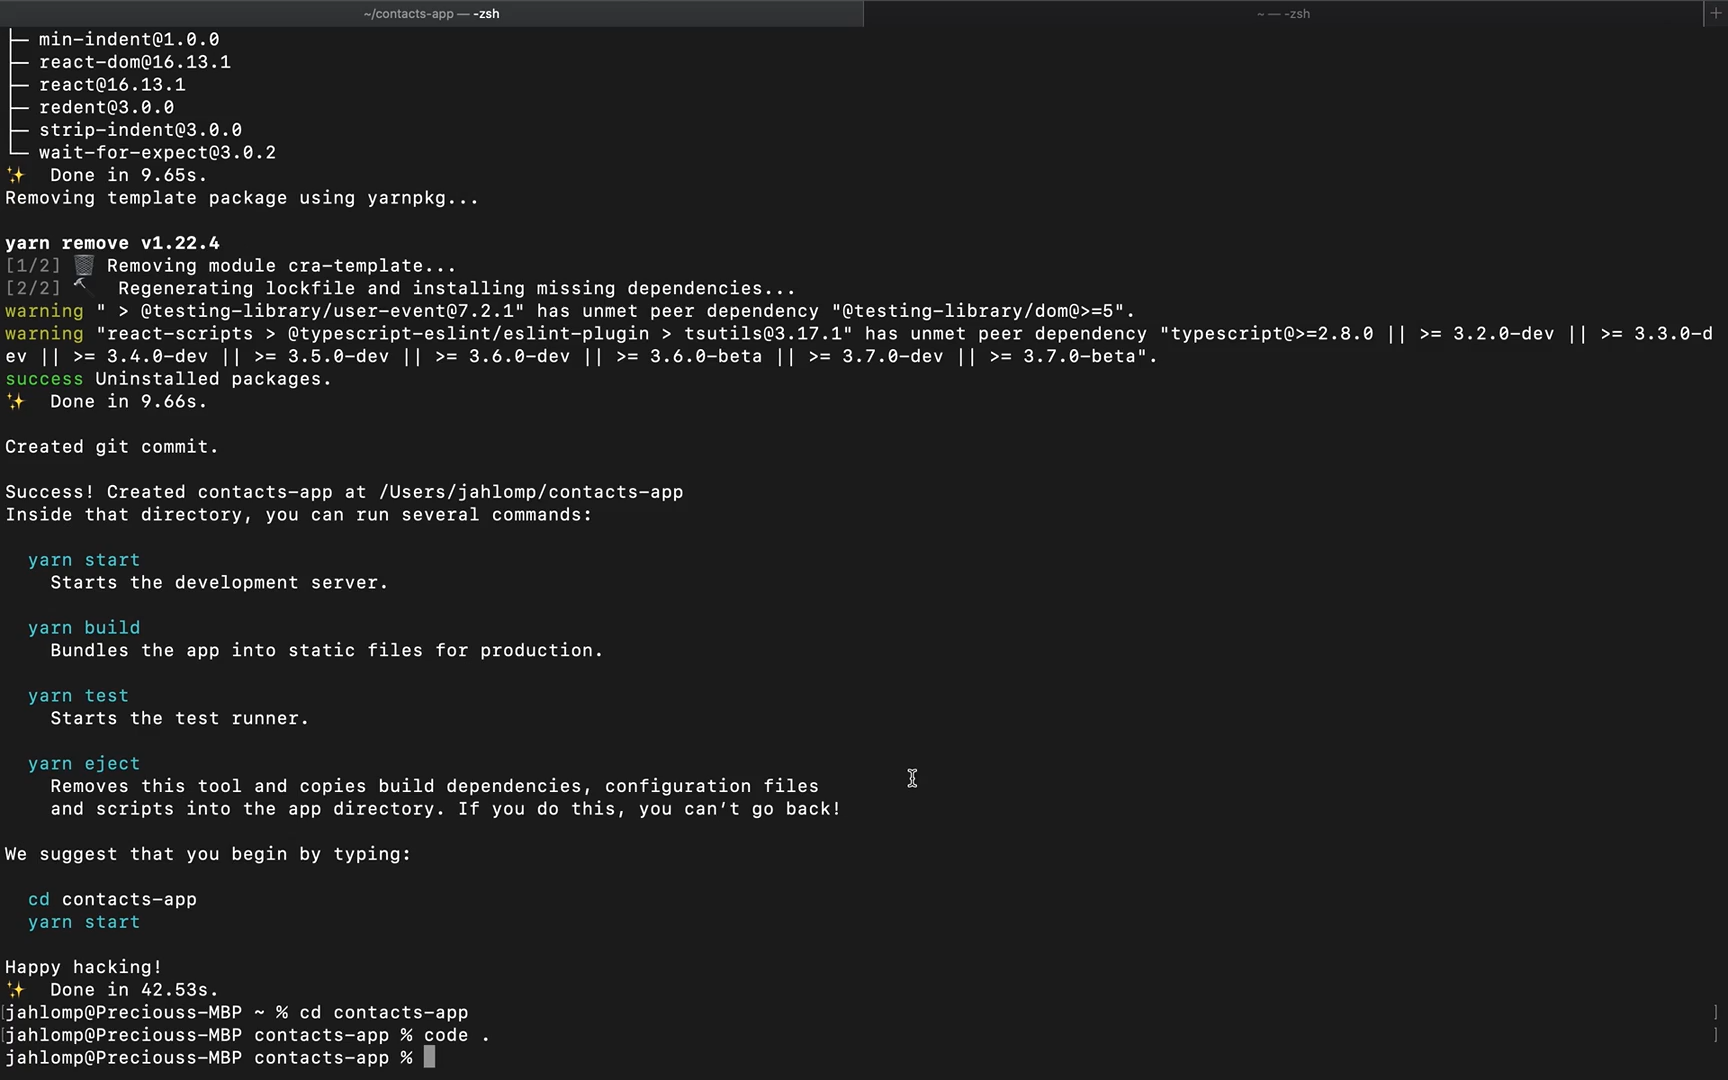 ~/contacts-app — -zsh
~ — -zsh
+
├─ min-indent@1.0.0
├─ react-dom@16.13.1
├─ react@16.13.1
├─ redent@3.0.0
├─ strip-indent@3.0.0
└─ wait-for-expect@3.0.2
✨  Done in 9.65s.
Removing template package using yarnpkg...
yarn remove v1.22.4
[1/2] 🗑 Removing module cra-template...
[2/2] 🔨  Regenerating lockfile and installing missing dependencies...
warning " > @testing-library/user-event@7.2.1" has unmet peer dependency "@testing-library/dom@>=5".
warning "react-scripts > @typescript-eslint/eslint-plugin > tsutils@3.17.1" has unmet peer dependency "typescript@>=2.8.0 || >= 3.2.0-dev || >= 3.3.0-d
ev || >= 3.4.0-dev || >= 3.5.0-dev || >= 3.6.0-dev || >= 3.6.0-beta || >= 3.7.0-dev || >= 3.7.0-beta".
success Uninstalled packages.
✨  Done in 9.66s.
Created git commit.
Success! Created contacts-app at /Users/jahlomp/contacts-app
Inside that directory, you can run several commands:
yarn start
Starts the development server.
yarn build
Bundles the app into static files for production.
yarn test
Starts the test runner.
yarn eject
Removes this tool and copies build dependencies, configuration files
and scripts into the app directory. If you do this, you can’t go back!
We suggest that you begin by typing:
cd contacts-app
yarn start
Happy hacking!
✨  Done in 42.53s.
[jahlomp@Preciouss-MBP ~ % cd contacts-app ]
[jahlomp@Preciouss-MBP contacts-app % code . ]
jahlomp@Preciouss-MBP contacts-app %